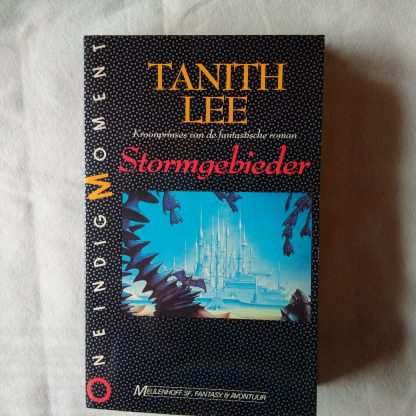 TANITH
LEE
Kroonprinses van de fantastische roman
Stormgebieder
ONEINDIG MOMENT
MEULENHOFF SF, FANTASY & AVONTUUR